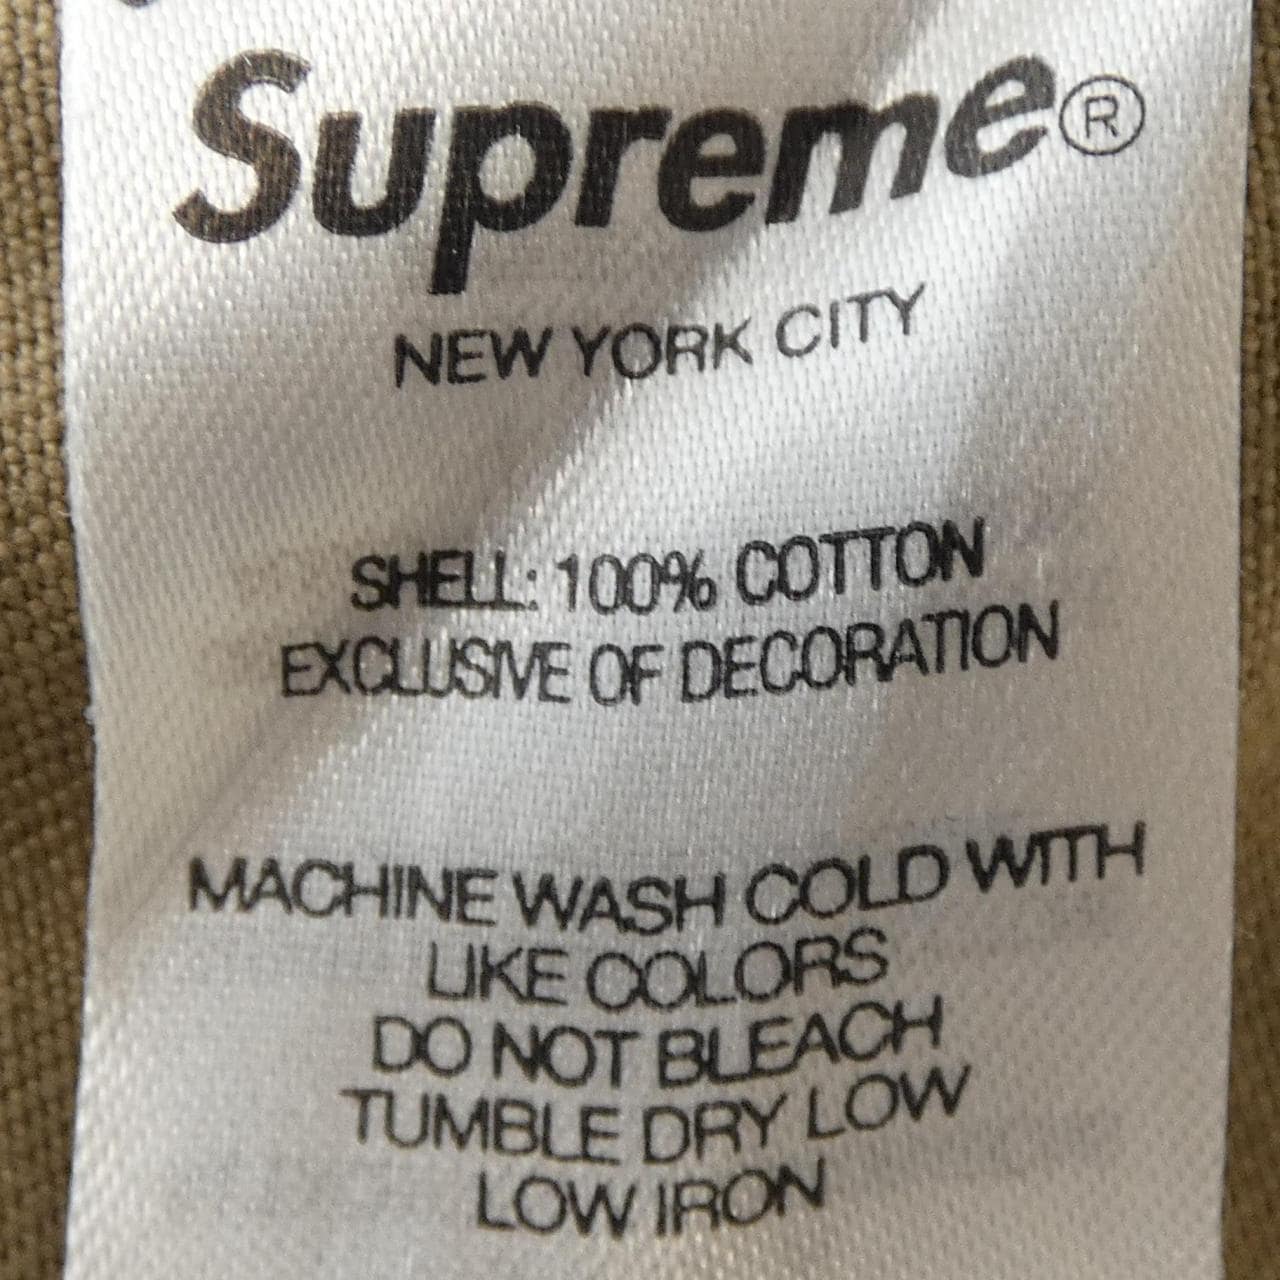 Supreme®
NEW YORK CITY
SHELL: 100% COTTON
EXCLUSIVE OF DECORATION
MACHINE WASH COLD WITH
LIKE COLORS
DO NOT BLEACH
TUMBLE DRY LOW
LOW IRON